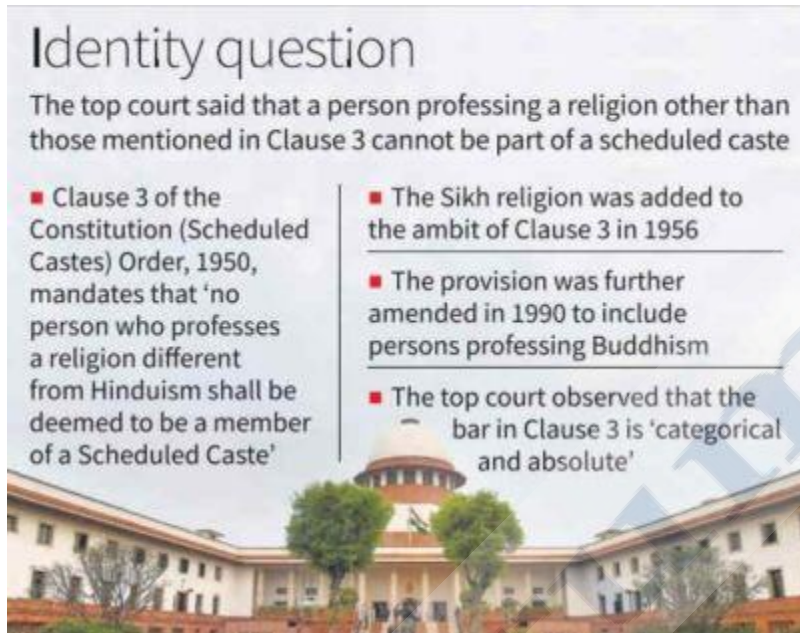 Identity question
The top court said that a person professing a religion other than
those mentioned in Clause 3 cannot be part of a scheduled caste
■ Clause 3 of the
Constitution (Scheduled
Castes) Order, 1950,
mandates that ‘no
person who professes
a religion different
from Hinduism shall be
deemed to be a member
of a Scheduled Caste’
■ The Sikh religion was added to
the ambit of Clause 3 in 1956
■ The provision was further
amended in 1990 to include
persons professing Buddhism
■ The top court observed that the
bar in Clause 3 is ‘categorical
and absolute’